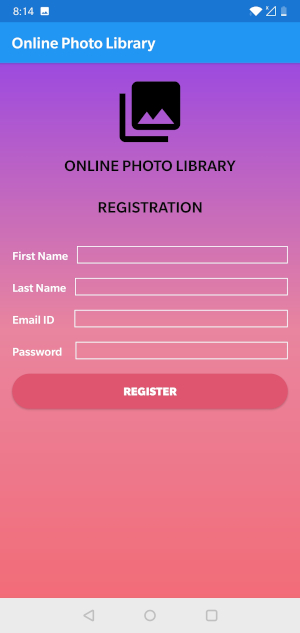 8:14
Online Photo Library
ONLINE PHOTO LIBRARY
REGISTRATION
First Name
Last Name
Email ID
Password
REGISTER